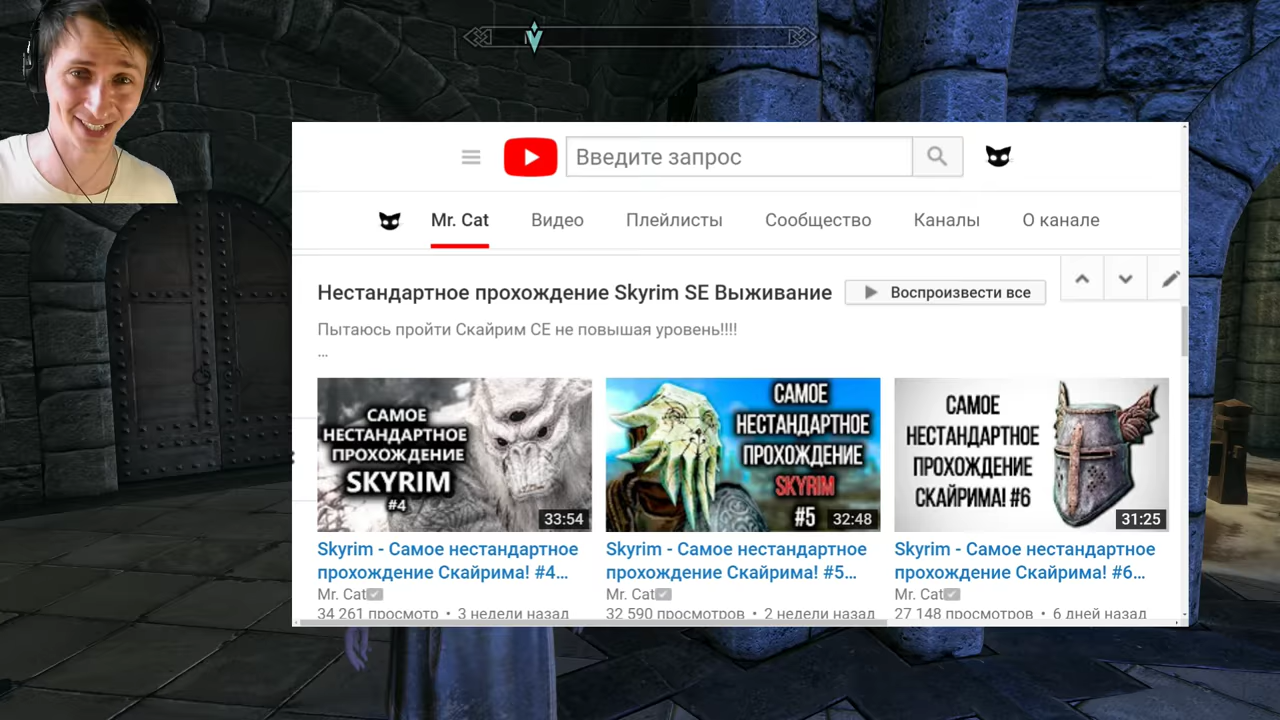 Введите запрос
Mr. Cat Видео Плейлисты Сообщество Каналы О канале
Нестандартное прохождение Skyrim SE Выживание
Воспроизвести все
Пытаюсь пройти Скайрим СЕ не повышая уровень!!!!
...
САМОЕ
НЕСТАНДАРТНОЕ
ПРОХОЖДЕНИЕ
SKYRIM
#4
33:54
Skyrim - Самое нестандартное
прохождение Скайрима! #4...
Mr. Cat
34 261 просмотр • 3 недели назад
САМОЕ
НЕСТАНДАРТНОЕ
ПРОХОЖДЕНИЕ
SKYRIM
#5
32:48
Skyrim - Самое нестандартное
прохождение Скайрима! #5...
Mr. Cat
32 590 просмотров • 2 недели назад
САМОЕ
НЕСТАНДАРТНОЕ
ПРОХОЖДЕНИЕ
СКАЙРИМА! #6
31:25
Skyrim - Самое нестандартное
прохождение Скайрима! #6...
Mr. Cat
27 148 просмотров • 6 дней назад